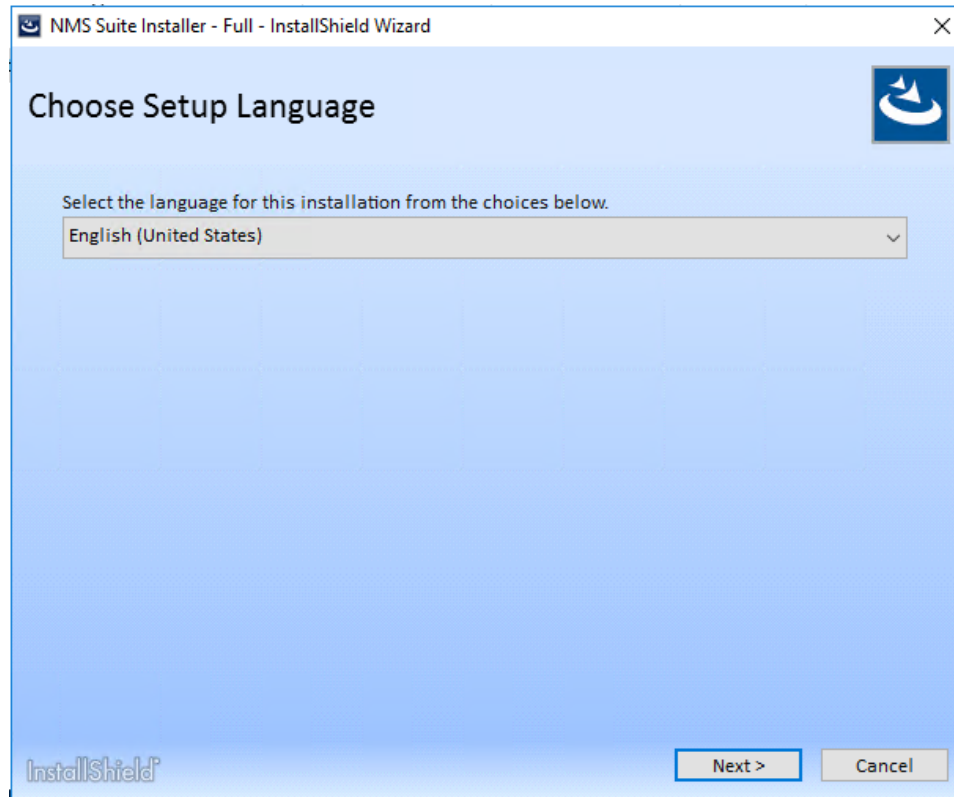 NMS Suite Installer - Full - InstallShield Wizard
Choose Setup Language
Select the language for this installation from the choices below.
English (United States)
InstallShield®
Next >
Cancel